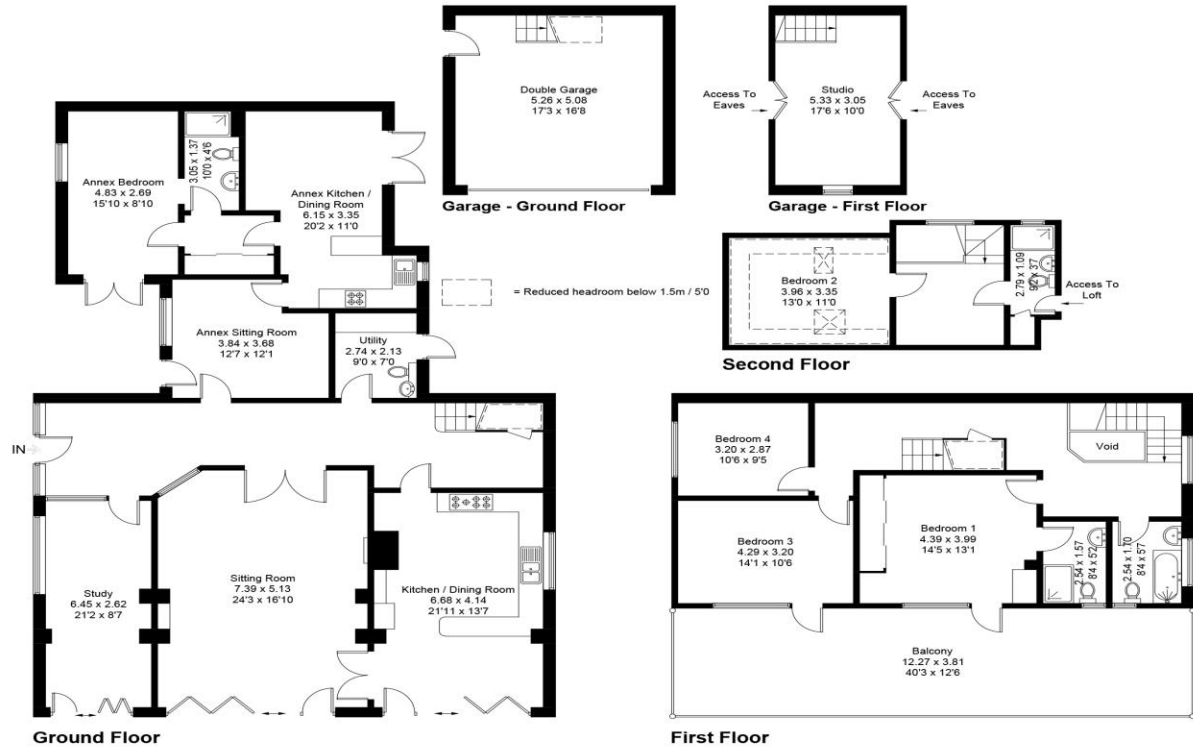 Double Garage
5.26 x 5.08
17'3 x 16'8
Garage - Ground Floor
Access To
Eaves
Studio
5.33 x 3.05
17'6 x 10'0
Access To
Eaves
Garage - First Floor
Annex Bedroom
4.83 x 2.69
15'10 x 8'10
3.05 x 1.37
10'0 x 4'6
Annex Kitchen /
Dining Room
6.15 x 3.35
20'2 x 11'0
= Reduced headroom below 1.5m / 5'0
Annex Sitting Room
3.84 x 3.68
12'7 x 12'1
Utility
2.74 x 2.13
9'0 x 7'0
Bedroom 2
3.96 x 3.35
13'0 x 11'0
2.79 x 1.09
9'2 x 3'7
Access To
Loft
Second Floor
IN
Study
6.45 x 2.62
21'2 x 8'7
Sitting Room
7.39 x 5.13
24'3 x 16'10
Kitchen / Dining Room
6.68 x 4.14
21'11 x 13'7
Ground Floor
Bedroom 4
3.20 x 2.87
10'6 x 9'5
Void
Bedroom 3
4.29 x 3.20
14'1 x 10'6
Bedroom 1
4.39 x 3.99
14'5 x 13'1
2.54 x 1.57
8'4 x 5'2
2.54 x 1.70
8'4 x 5'7
Balcony
12.27 x 3.81
40'3 x 12'6
First Floor